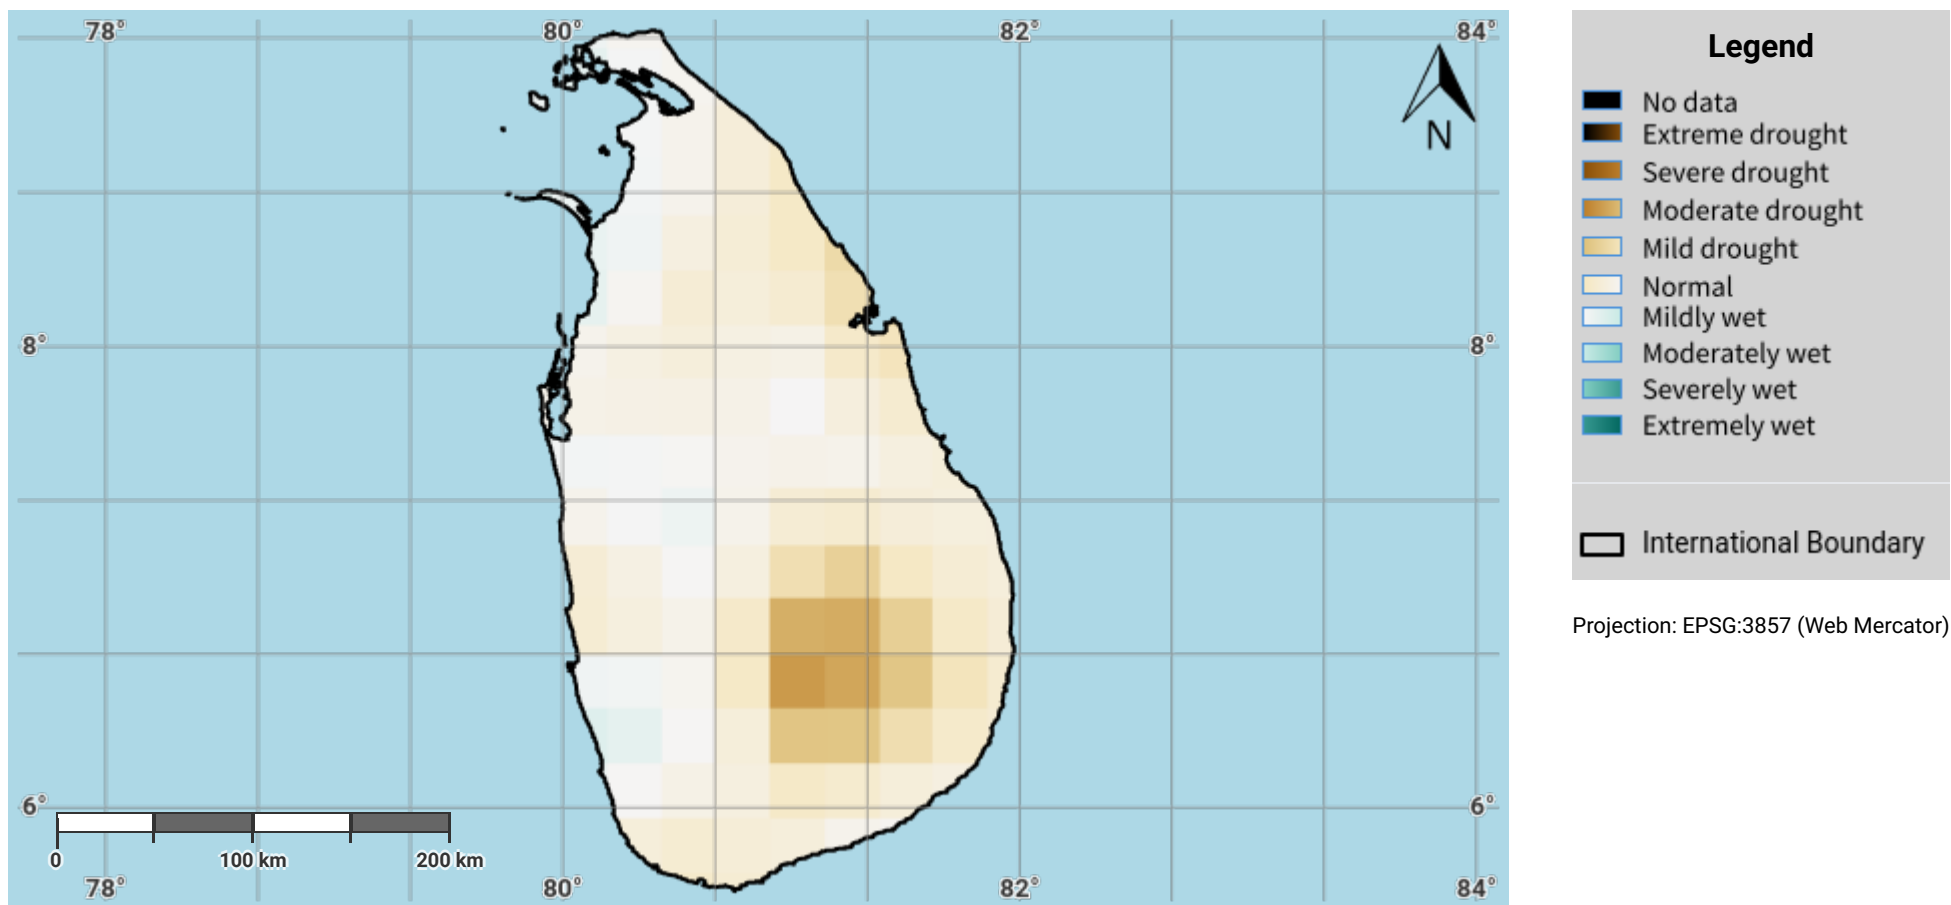 78°
80°
82°
84°
N
8°
8°
6°
6°
0
100 km
200 km
78°
80°
82°
84°
Legend
No data
Extreme drought
Severe drought
Moderate drought
Mild drought
Normal
Mildly wet
Moderately wet
Severely wet
Extremely wet
International Boundary
Projection: EPSG:3857 (Web Mercator)